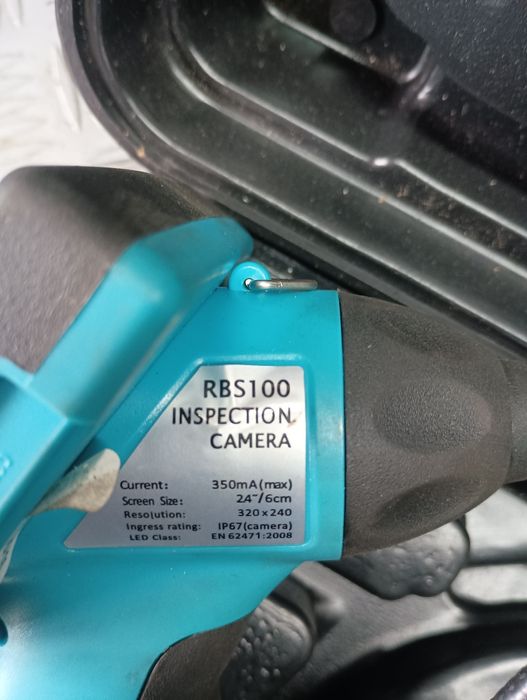 RBS100
INSPECTION
CAMERA
Current: 350mA(max)
Screen Size: 2.4"/6cm
Resolution: 320x240
Ingress rating: IP67(camera)
LED Class: EN 62471:2008